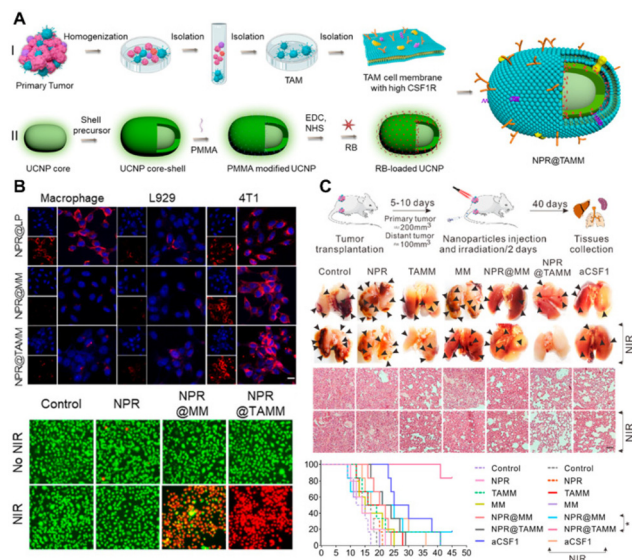 A
I
Homogenization
Isolation
Isolation
Isolation
Primary Tumor
TAM
TAM cell membrane
with high CSF1R
II
Shell
precursor
PMMA
EDC,
NHS
RB
UCNP core
UCNP core-shell
PMMA modified UCNP
RB-loaded UCNP
NPR@TAMM
B
Macrophage
L929
4T1
NPR@LP
NPR@MM
NPR@TAMM
Control
NPR
NPR
@MM
NPR
@TAMM
No NIR
NIR
C
5-10 days
Primary tumor
≈200mm³
Distant tumor
≈100mm³
40 days
Tumor
transplantation
Nanoparticles injection
and irradiation/2 days
Tissues
collection
Control
NPR
TAMM
MM
NPR@MM
NPR
@TAMM
aCSF1
NIR
NIR
100
80
60
40
20
0
0
5
10
15
20
25
30
35
40
45
Control
NPR
TAMM
MM
NPR@MM
NPR@TAMM
aCSF1
Control
NPR
TAMM
MM
NPR@MM
NPR@TAMM
aCSF1
*
NIR